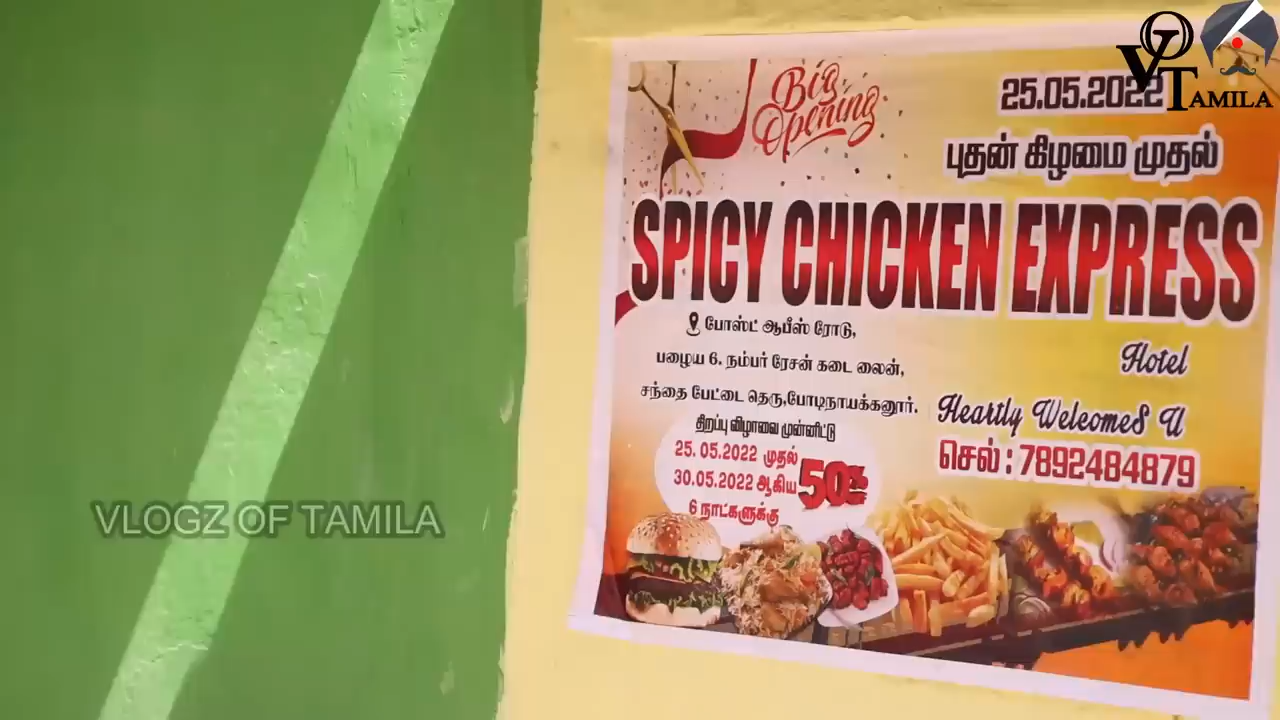 Big
Opening
25.05.2022
புதன் கிழமை முதல்
SPICY CHICKEN EXPRESS
Hotel
போஸ்ட் ஆபீஸ் ரோடு,
பழைய 6. நம்பர் ரேசன் கடை லைன்,
சந்தை பேட்டை தெரு,போடிநாயக்கனூர்.
Heartly WelcomeS U
செல் : 7892484879
திறப்பு விழாவை முன்னிட்டு
25. 05.2022 முதல்
30.05.2022 ஆகிய
6 நாட்களுக்கு
50%
VLOGZ OF TAMILA
VO
TAMILA